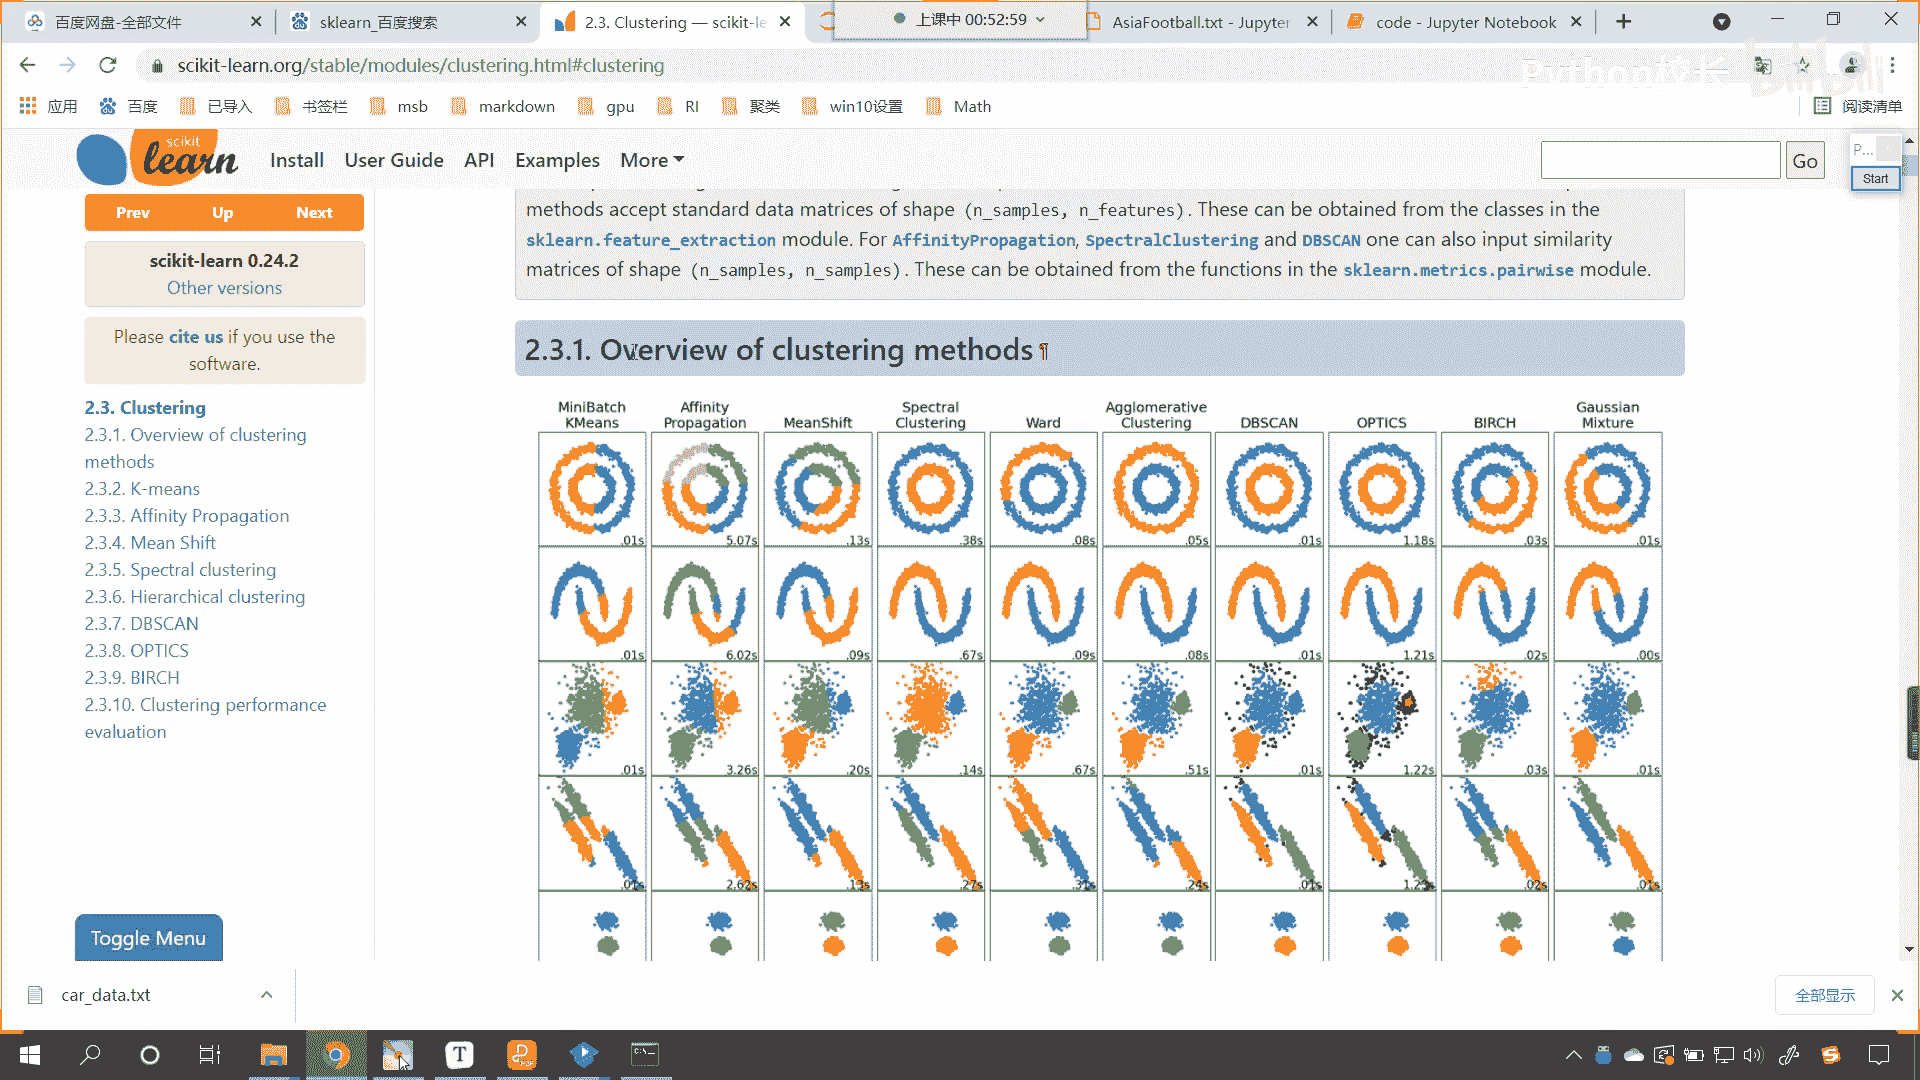 百度网盘-全部文件
sklearn_百度搜索
2.3. Clustering — scikit-le
上课中 00:52:59
AsiaFootball.txt - Jupyter
code - Jupyter Notebook
scikit-learn.org/stable/modules/clustering.html#clustering
Python校长
bilibili
应用 百度 已导入 书签栏 msb markdown gpu RI 聚类 win10设置 Math 阅读清单
scikit
learn
Install User Guide API Examples More
Go
P...
Start
Prev Up Next
scikit-learn 0.24.2
Other versions
Please cite us if you use the
software.
2.3. Clustering
2.3.1. Overview of clustering
methods
2.3.2. K-means
2.3.3. Affinity Propagation
2.3.4. Mean Shift
2.3.5. Spectral clustering
2.3.6. Hierarchical clustering
2.3.7. DBSCAN
2.3.8. OPTICS
2.3.9. BIRCH
2.3.10. Clustering performance
evaluation
Toggle Menu
methods accept standard data matrices of shape (n_samples, n_features). These can be obtained from the classes in the
sklearn.feature_extraction module. For AffinityPropagation, SpectralClustering and DBSCAN one can also input similarity
matrices of shape (n_samples, n_samples). These can be obtained from the functions in the sklearn.metrics.pairwise module.
2.3.1. Overview of clustering methods ¶
MiniBatch
KMeans
Affinity
Propagation
MeanShift
Spectral
Clustering
Ward
Agglomerative
Clustering
DBSCAN
OPTICS
BIRCH
Gaussian
Mixture
.01s 5.07s .13s .38s .08s .05s .01s 1.18s .03s .01s
.01s 6.02s .09s .67s .09s .08s .01s 1.21s .02s .00s
.01s 3.26s .20s .14s .67s .51s .01s 1.22s .03s .01s
.01s 2.62s .13s .27s .31s .24s .01s .02s .01s
car_data.txt
全部显示